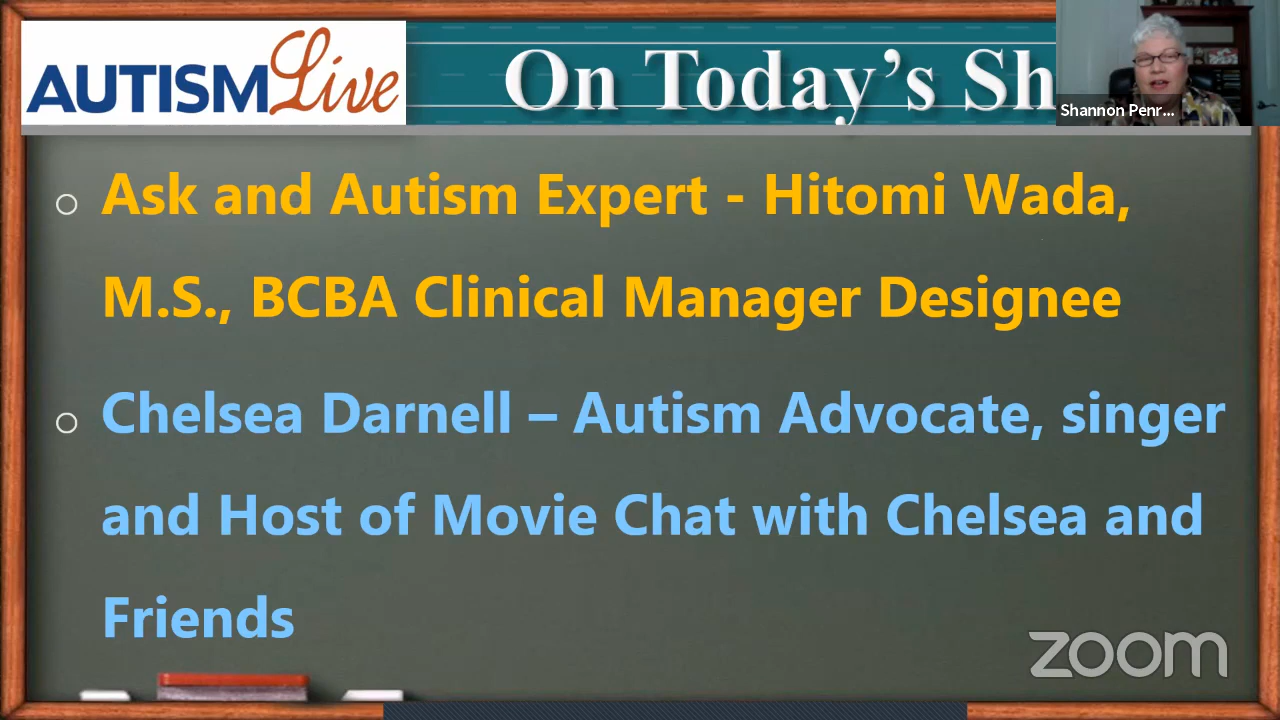 AUTISM Live
On Today's Sh
Shannon Penr...
Ask and Autism Expert - Hitomi Wada,
M.S., BCBA Clinical Manager Designee
Chelsea Darnell – Autism Advocate, singer
and Host of Movie Chat with Chelsea and
Friends
zoom